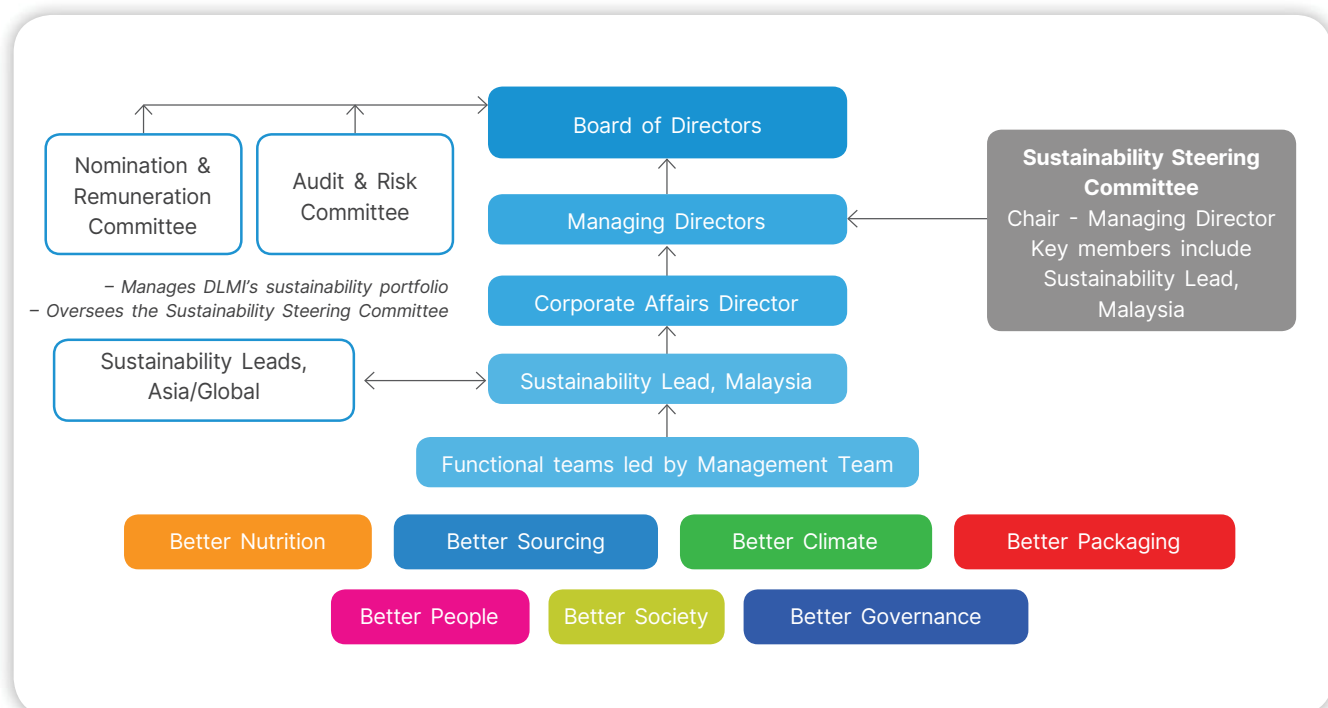 Board of Directors
Nomination &
Remuneration
Committee
Audit & Risk
Committee
Managing Directors
Sustainability Steering
Committee
Chair - Managing Director
Key members include
Sustainability Lead,
Malaysia
– Manages DLMI’s sustainability portfolio
– Oversees the Sustainability Steering Committee
Corporate Affairs Director
Sustainability Leads,
Asia/Global
Sustainability Lead, Malaysia
Functional teams led by Management Team
Better Nutrition
Better Sourcing
Better Climate
Better Packaging
Better People
Better Society
Better Governance